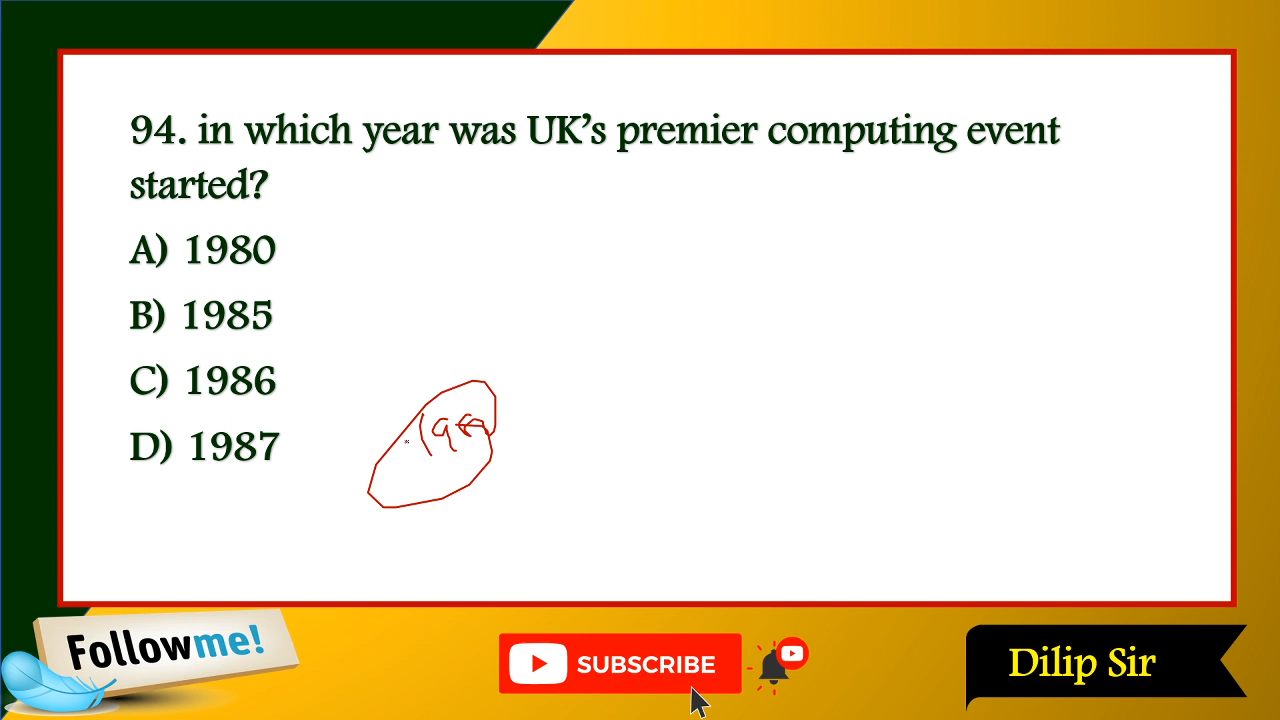 94. in which year was UK's premier computing event
started?
A) 1980
B) 1985
C) 1986
D) 1987
Followme!
SUBSCRIBE
Dilip Sir